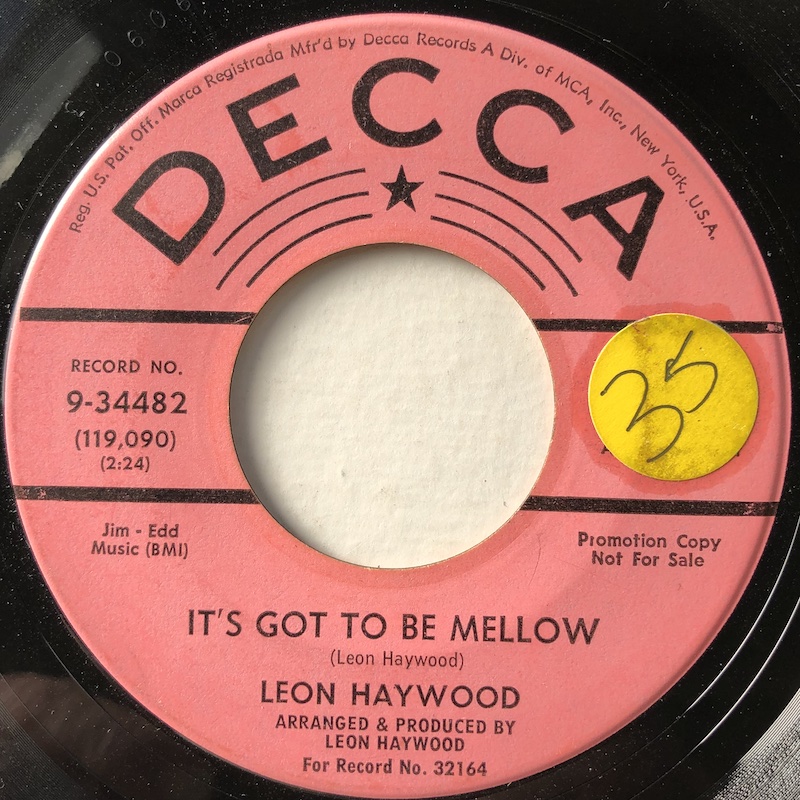 Reg. U.S. Pat. Off. Marca Registrada Mfr'd by Decca Records A Div. of MCA, Inc., New York, U.S.A.
DECCA
RECORD NO.
9-34482
(119,090)
(2:24)
35
Jim - Edd
Music (BMI)
Promotion Copy
Not For Sale
IT'S GOT TO BE MELLOW
(Leon Haywood)
LEON HAYWOOD
ARRANGED & PRODUCED BY
LEON HAYWOOD
For Record No. 32164